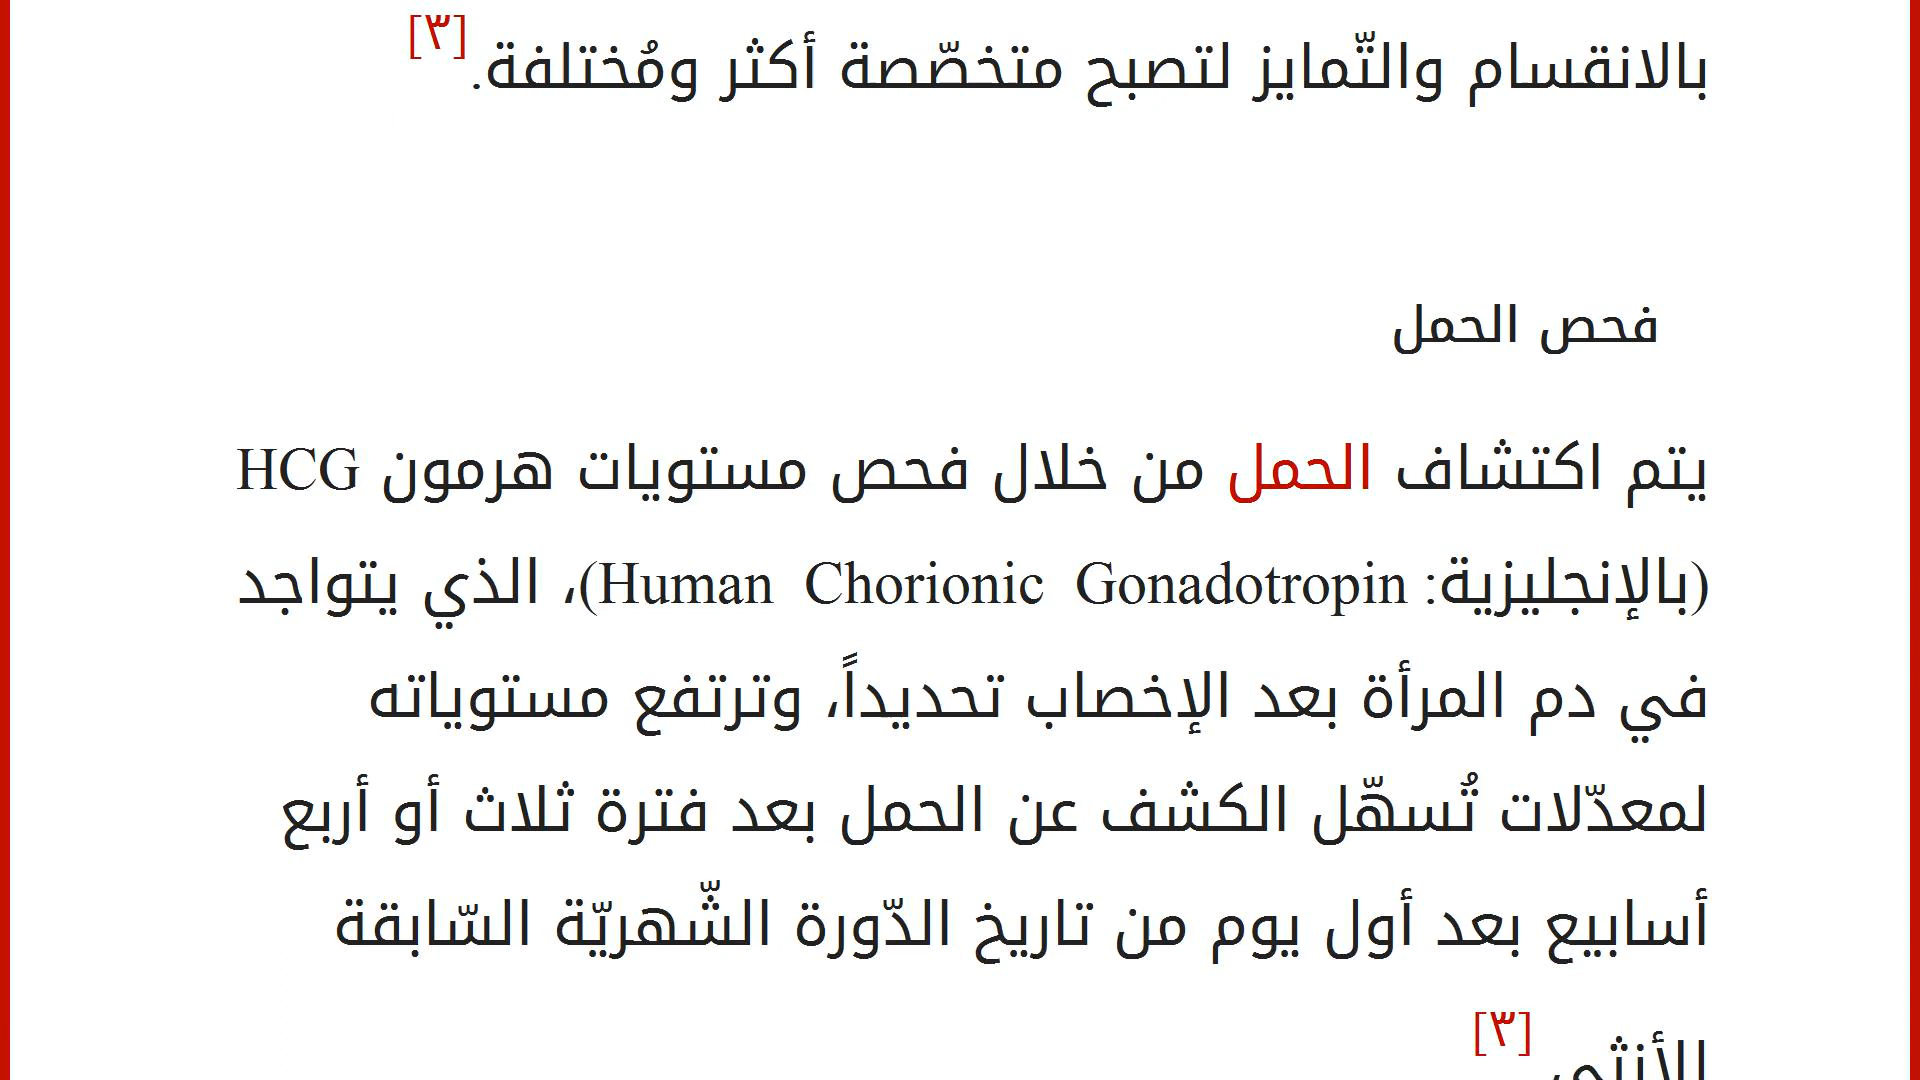 بالانقسام والتّمايز لتصبح متخصّصة أكثر ومُختلفة.[٣]
فحص الحمل
يتم اكتشاف الحمل من خلال فحص مستويات هرمون HCG
(بالإنجليزية: Human Chorionic Gonadotropin)، الذي يتواجد
في دم المرأة بعد الإخصاب تحديداً، وترتفع مستوياته
لمعدّلات تُسهّل الكشف عن الحمل بعد فترة ثلاث أو أربع
أسابيع بعد أول يوم من تاريخ الدّورة الشّهريّة السّابقة
للأنثى [٣]